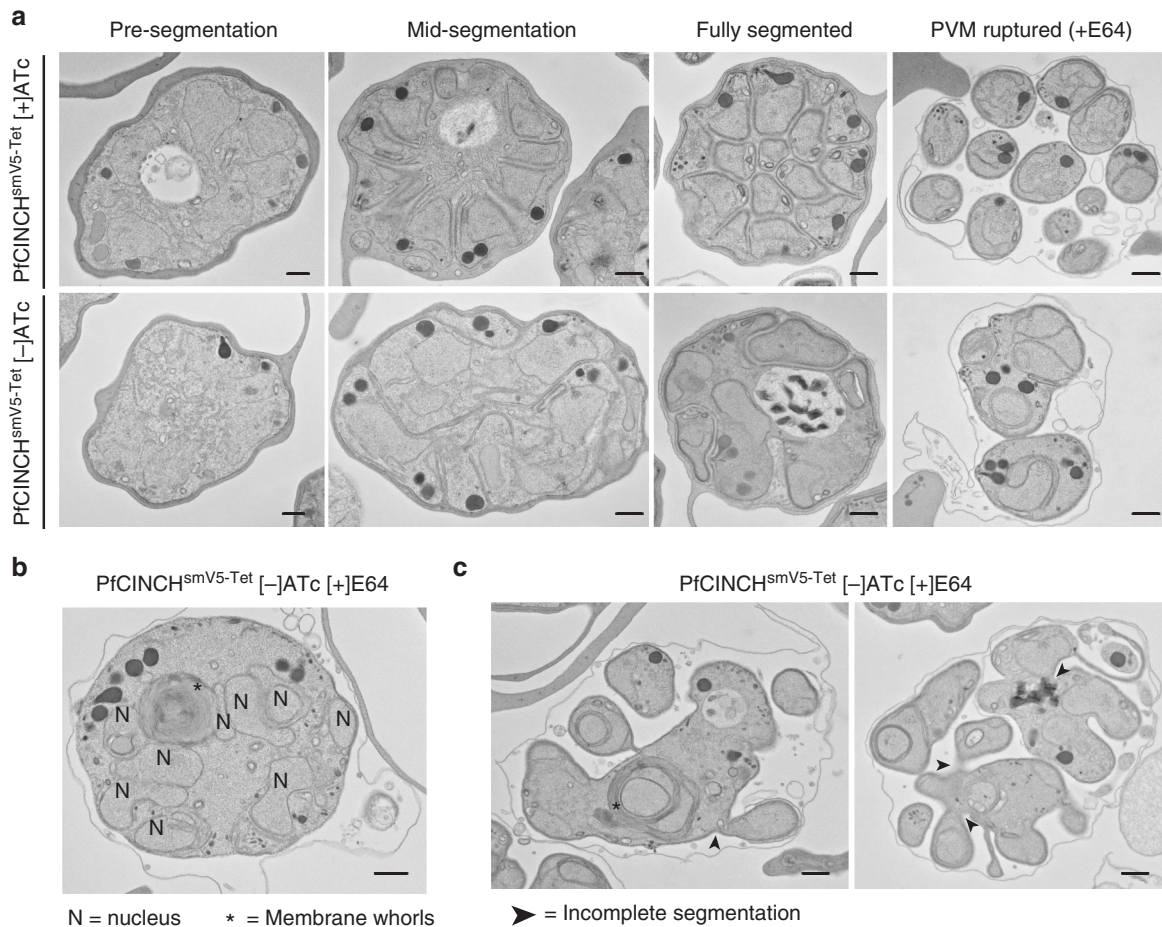 a
Pre-segmentation
Mid-segmentation
Fully segmented
PVM ruptured (+E64)
PfCINCHsmV5-Tet [+]ATc
PfCINCHsmV5-Tet [–]ATc
b
PfCINCHsmV5-Tet [–]ATc [+]E64
*
N
N
N
N
N
N
N
N
N
N = nucleus
* = Membrane whorls
c
PfCINCHsmV5-Tet [–]ATc [+]E64
*
= Incomplete segmentation